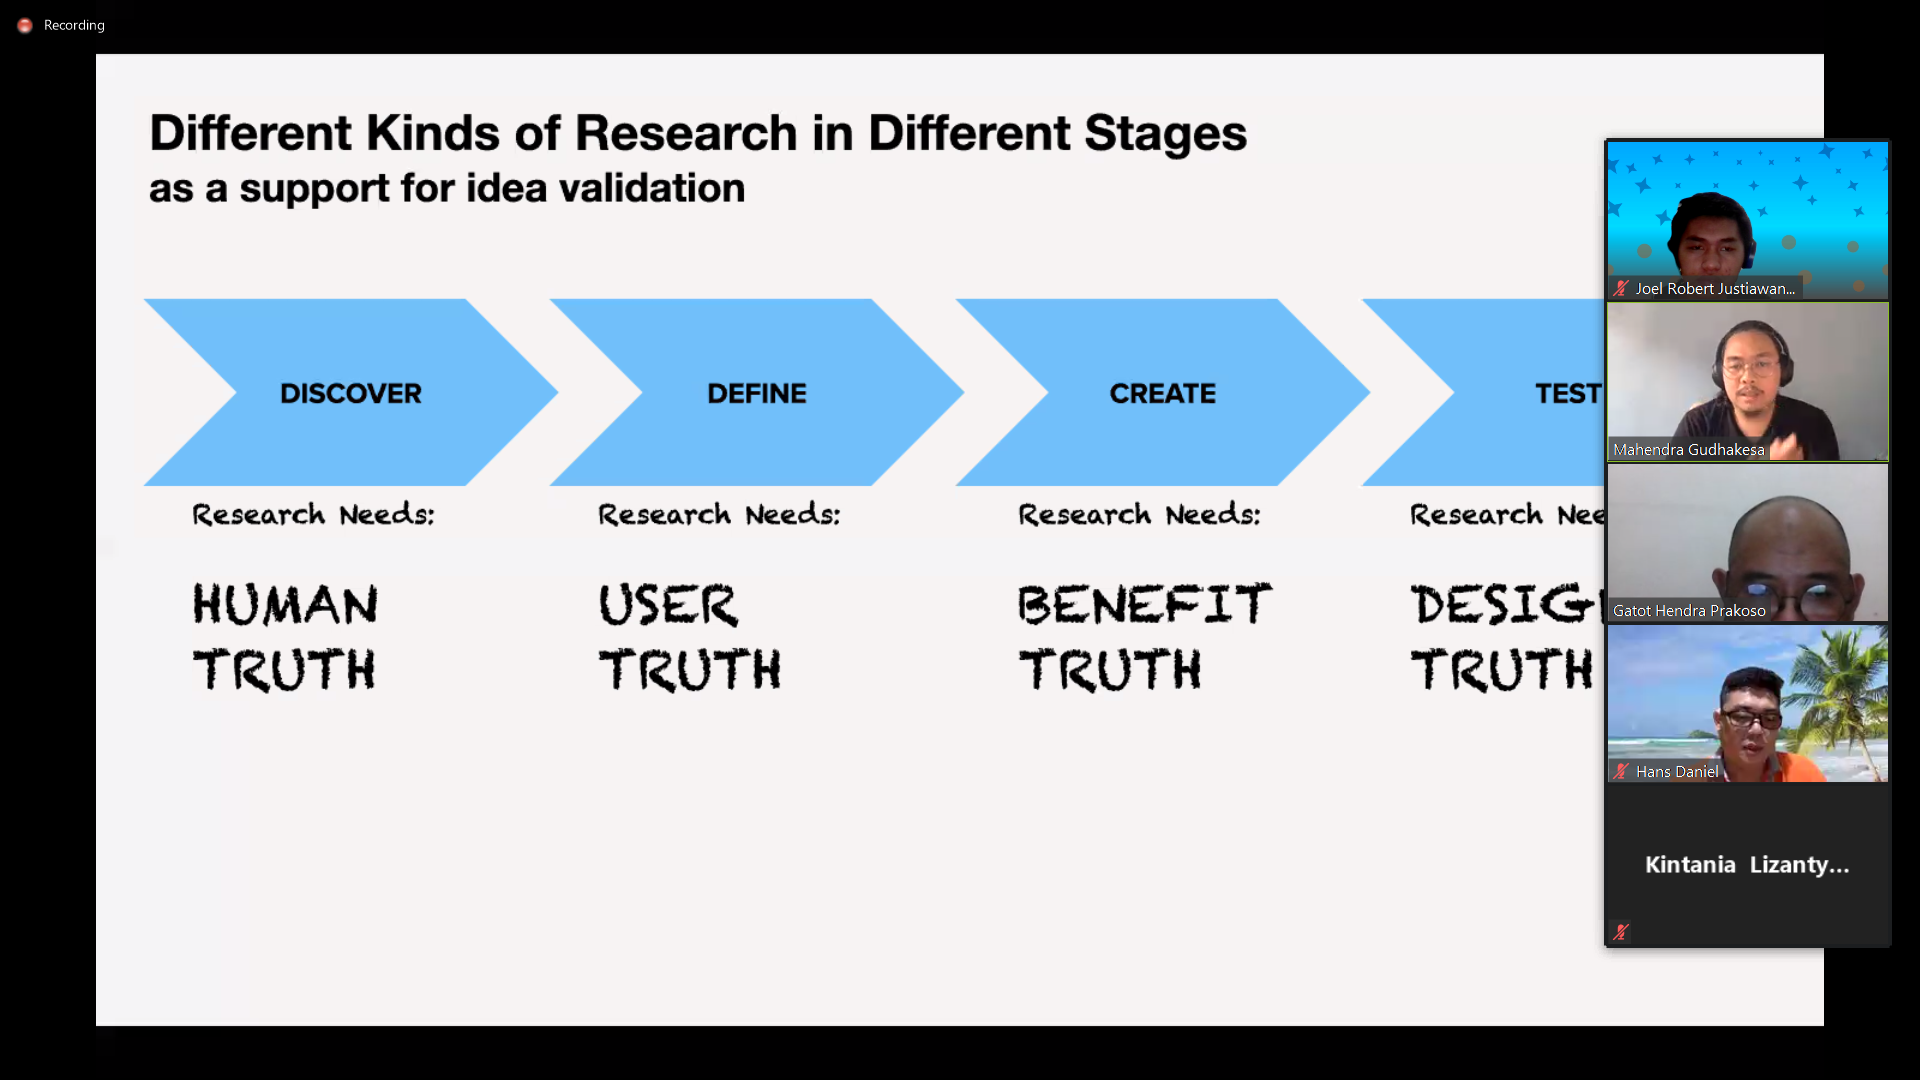 Recording
Different Kinds of Research in Different Stages
as a support for idea validation
DISCOVER
DEFINE
CREATE
TEST
Research Needs:
Research Needs:
Research Needs:
Research Nee
HUMAN
TRUTH
USER
TRUTH
BENEFIT
TRUTH
DESIG
TRUTH
Joel Robert Justiawan...
Mahendra Gudhakesa
Gatot Hendra Prakoso
Hans Daniel
Kintania Lizanty...